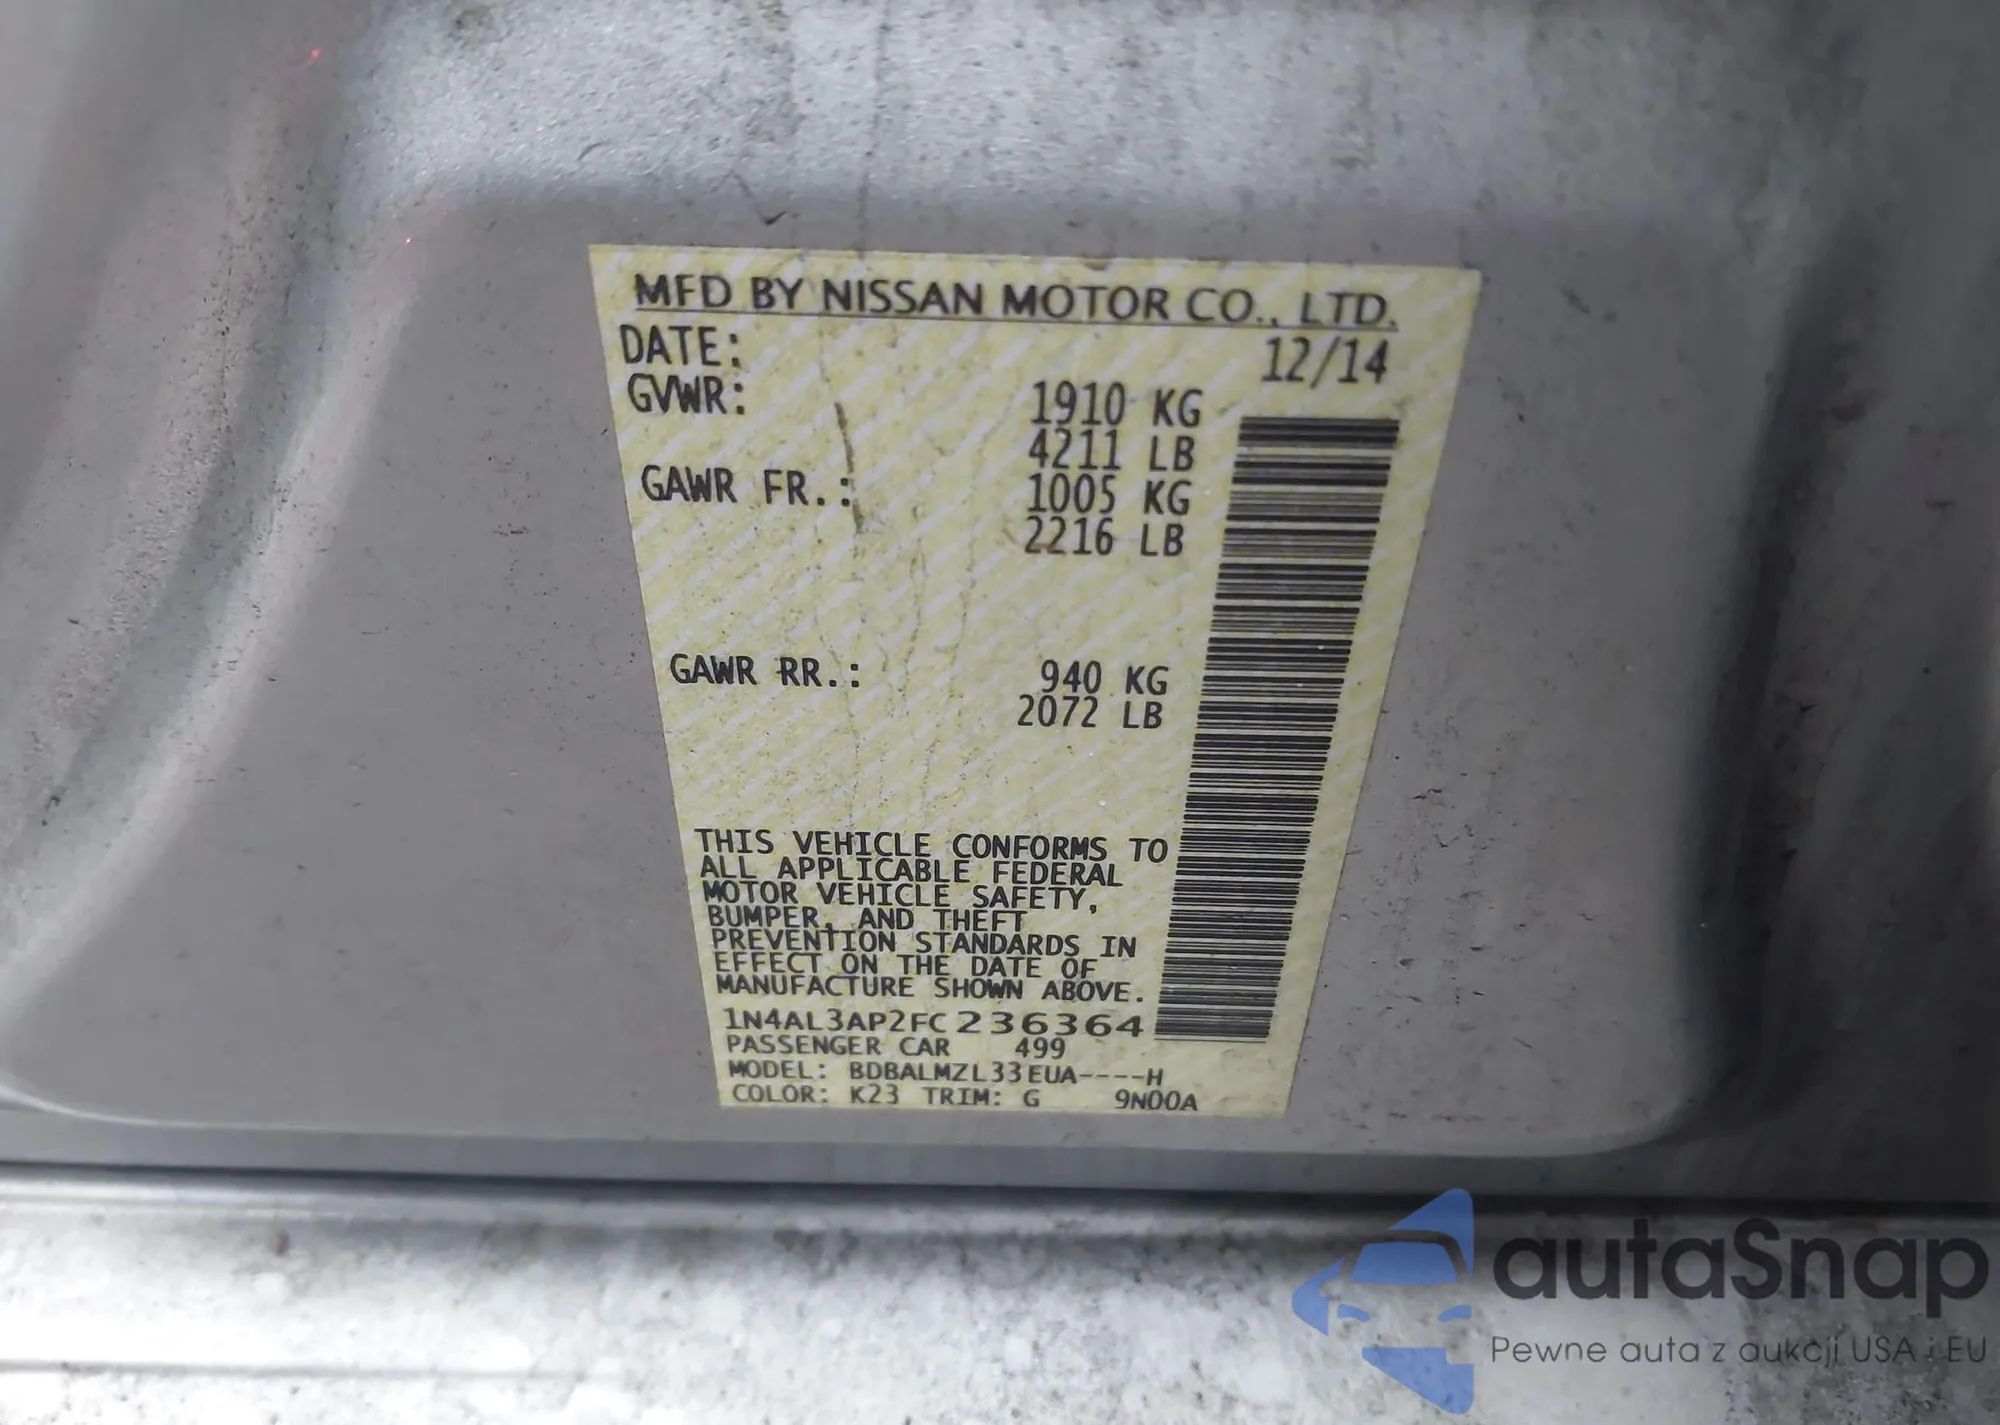 MFD BY NISSAN MOTOR CO., LTD.
DATE: 12/14
GVWR: 1910 KG
4211 LB
GAWR FR.: 1005 KG
2216 LB
GAWR RR.: 940 KG
2072 LB
THIS VEHICLE CONFORMS TO
ALL APPLICABLE FEDERAL
MOTOR VEHICLE SAFETY,
BUMPER, AND THEFT
PREVENTION STANDARDS IN
EFFECT ON THE DATE OF
MANUFACTURE SHOWN ABOVE.
1N4AL3AP2FC236364
PASSENGER CAR 499
MODEL: BDBALMZL33EUA----H
COLOR: K23 TRIM: G 9N00A
autaSnap
Pewne auta z aukcji USA i EU